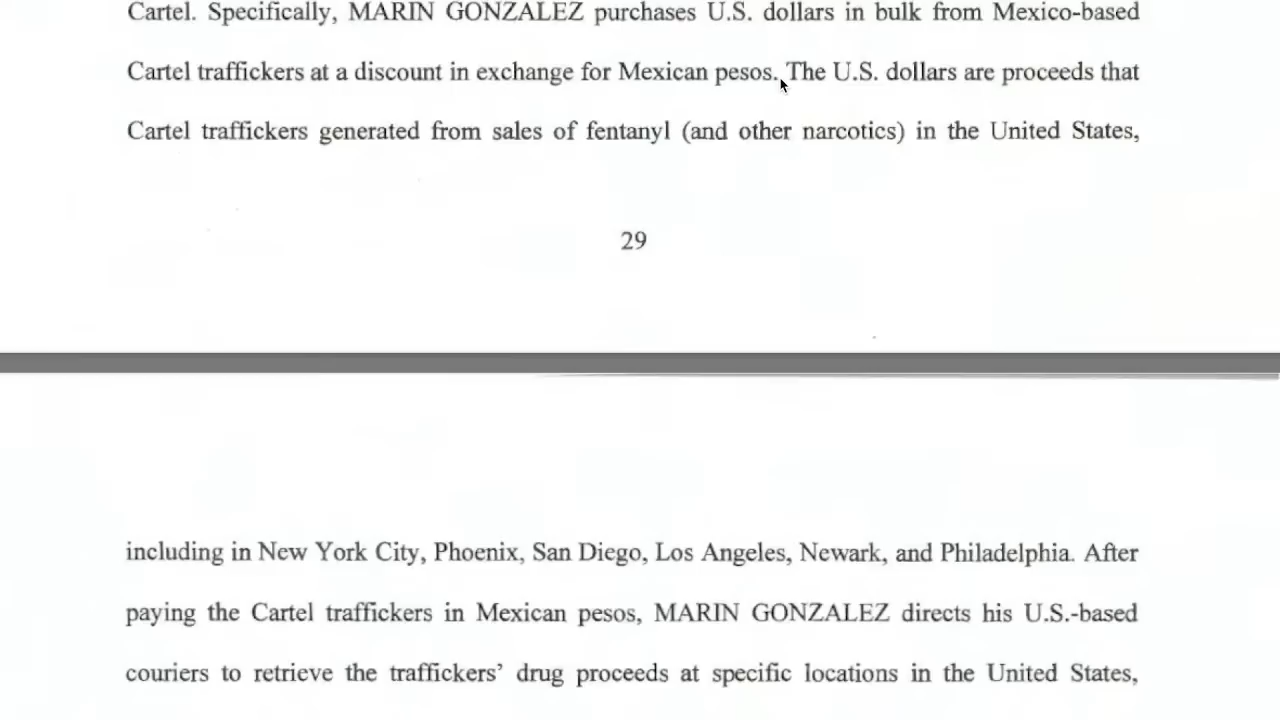 Cartel. Specifically, MARIN GONZALEZ purchases U.S. dollars in bulk from Mexico-based
Cartel traffickers at a discount in exchange for Mexican pesos. The U.S. dollars are proceeds that
Cartel traffickers generated from sales of fentanyl (and other narcotics) in the United States,
29
including in New York City, Phoenix, San Diego, Los Angeles, Newark, and Philadelphia. After
paying the Cartel traffickers in Mexican pesos, MARIN GONZALEZ directs his U.S.-based
couriers to retrieve the traffickers’ drug proceeds at specific locations in the United States,